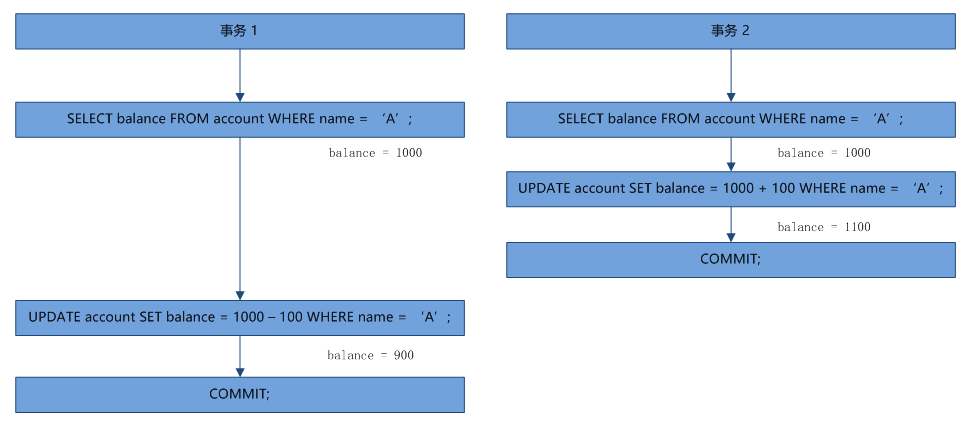 事务 1
SELECT balance FROM account WHERE name = ‘A’;
balance = 1000
UPDATE account SET balance = 1000 – 100 WHERE name = ‘A’;
balance = 900
COMMIT;
事务 2
SELECT balance FROM account WHERE name = ‘A’;
balance = 1000
UPDATE account SET balance = 1000 + 100 WHERE name = ‘A’;
balance = 1100
COMMIT;